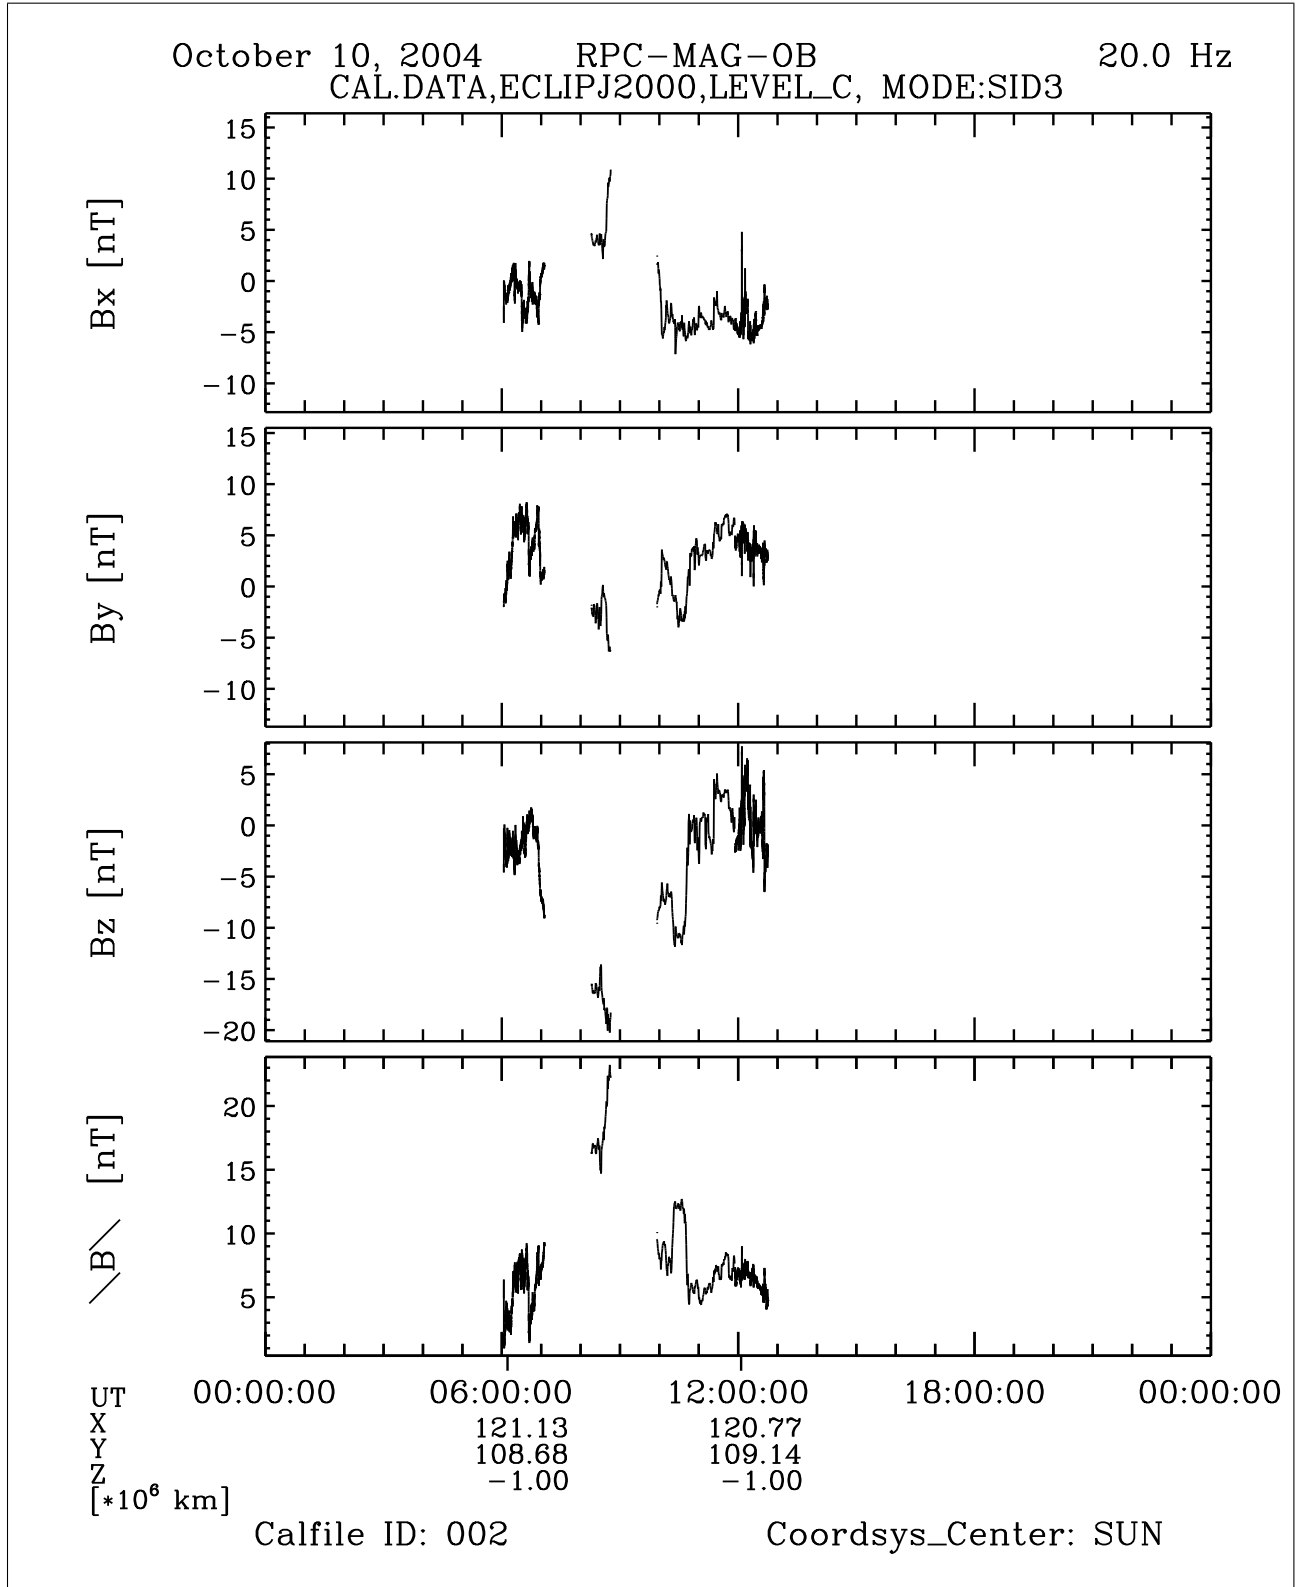 October 10, 2004 RPC-MAG-OB 20.0 Hz
CAL.DATA,ECLIPJ2000,LEVEL_C, MODE:SID3
Bx [nT]
15
10
5
0
-5
-10
By [nT]
15
10
5
0
-5
-10
Bz [nT]
5
0
-5
-10
-15
-20
/B\ [nT]
20
15
10
5
UT 00:00:00 06:00:00 12:00:00 18:00:00 00:00:00
X 121.13 120.77
Y 108.68 109.14
Z -1.00 -1.00
[*10⁶ km]
Calfile ID: 002 Coordsys_Center: SUN